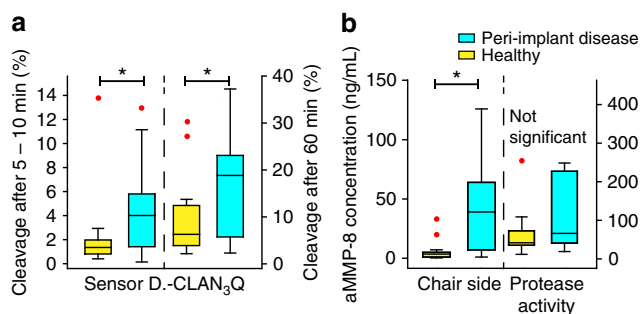 a
b
Peri-implant disease
Healthy
Cleavage after 5 – 10 min (%)
14
12
10
8
6
4
2
0
*
*
40
30
20
10
0
Cleavage after 60 min (%)
Sensor D.-CLAN₃Q
aMMP-8 concentration (ng/mL)
150
100
50
0
*
Not
significant
400
300
200
100
0
Chair side
Protease
activity